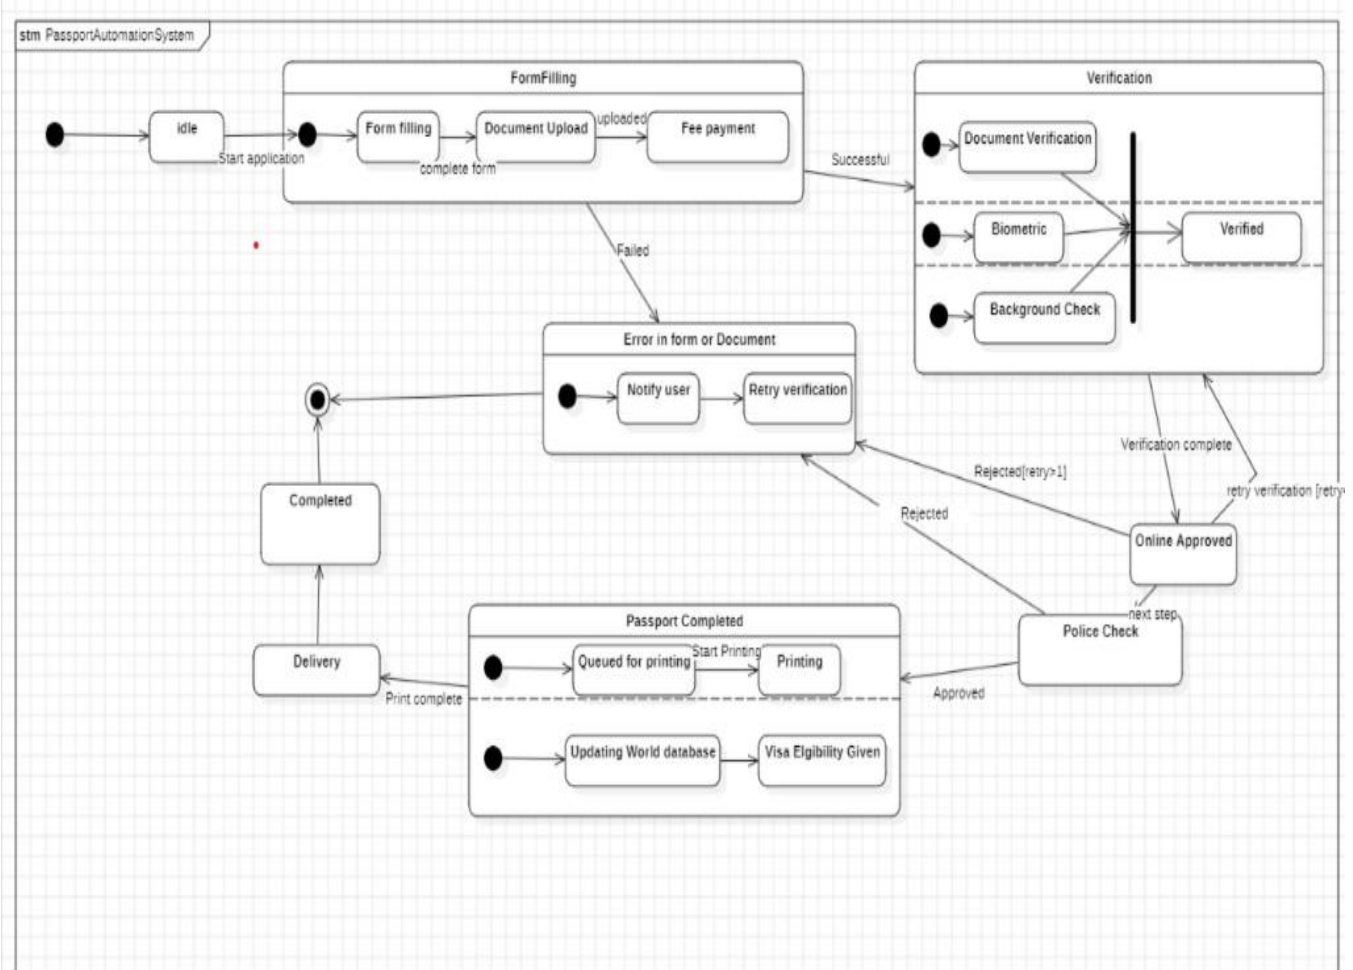 stm PassportAutomationSystem
FormFilling
Verification
idle
Start application
Form filling
complete form
Document Upload
uploaded
Fee payment
Successful
Document Verification
Biometric
Verified
Background Check
Failed
Error in form or Document
Notify user
Retry verification
Verification complete
Rejected[retry>1]
retry verification [retry
Rejected
Online Approved
Completed
next step
Police Check
Passport Completed
Queued for printing
Start Printing
Printing
Delivery
Print complete
Approved
Updating World database
Visa Elgibility Given